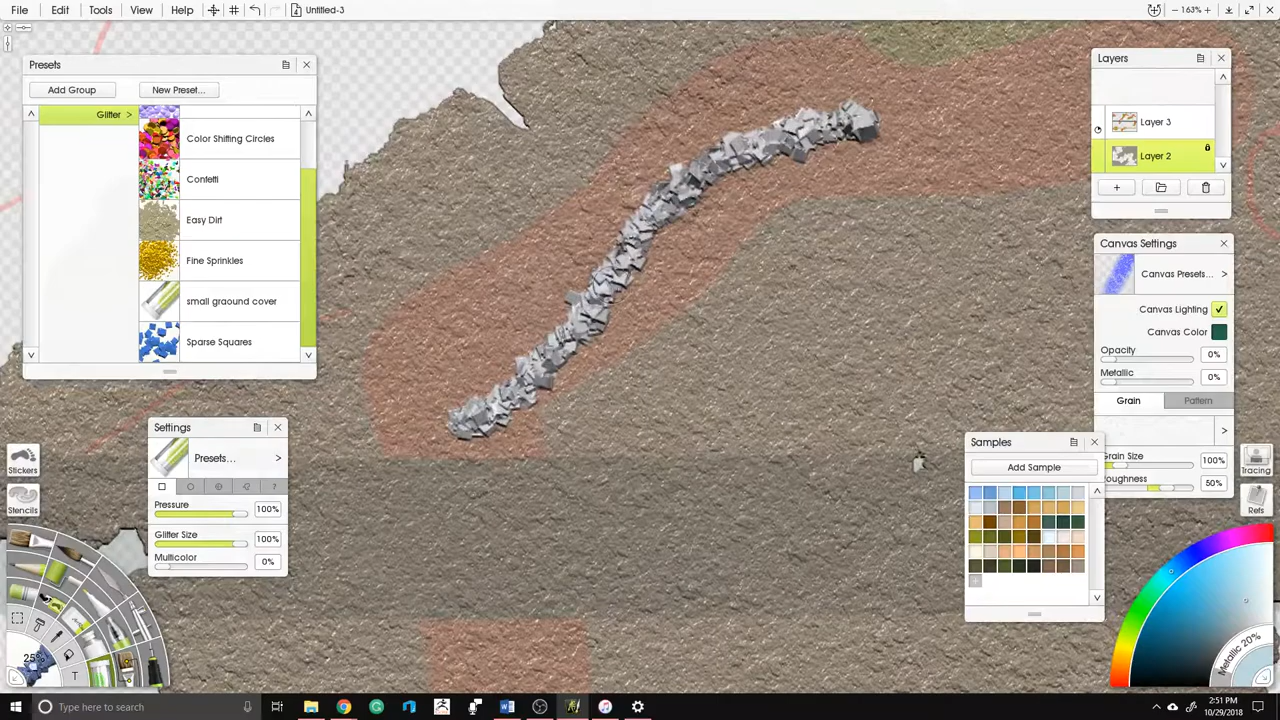 File Edit Tools View Help Untitled-3 163%
Presets
Add Group New Preset...
Glitter >
Color Shifting Circles
Confetti
Easy Dirt
Fine Sprinkles
small graound cover
Sparse Squares
Settings
Presets... >
?
Pressure
100%
Glitter Size
100%
Multicolor
0%
Stickers
Stencils
25%
T
Layers
Layer 3
Layer 2
Canvas Settings
Canvas Presets... >
Canvas Lighting
Canvas Color
Opacity
0%
Metallic
0%
Grain Pattern
Grain Size
100%
Roughness
50%
Samples
Add Sample
Tracing
Refs
Metallic 20%
Type here to search
2:51 PM
10/29/2018